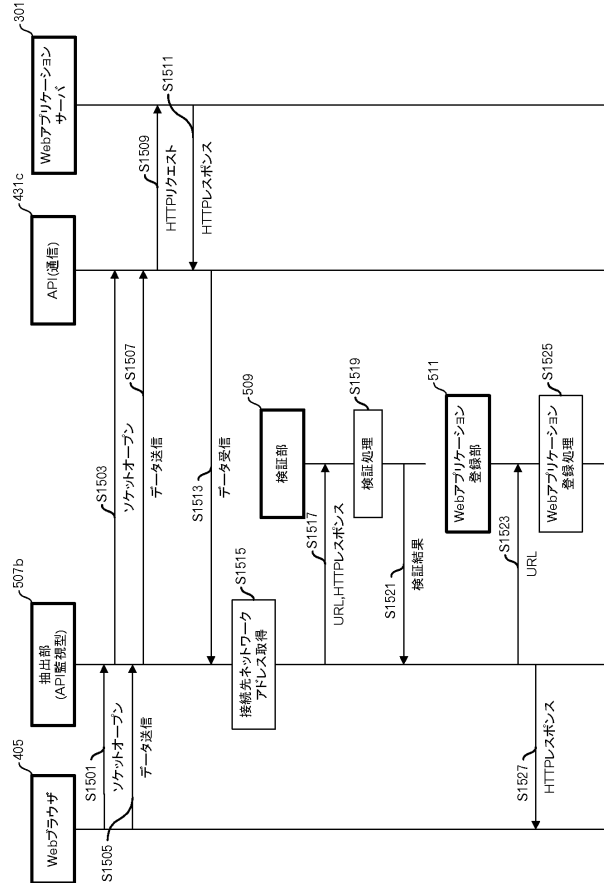 301
Webアプリケーション
サーバ
431c
API(通信)
507b
抽出部
(API監視型)
405
Webブラウザ
S1501
ソケットオープン
S1503
ソケットオープン
S1505
データ送信
S1507
データ送信
S1509
HTTPリクエスト
S1511
HTTPレスポンス
S1513
データ受信
S1515
接続先ネットワーク
アドレス取得
509
検証部
S1517
URL,HTTPレスポンス
S1519
検証処理
S1521
検証結果
511
Webアプリケーション
登録部
S1523
URL
S1525
Webアプリケーション
登録処理
S1527
HTTPレスポンス